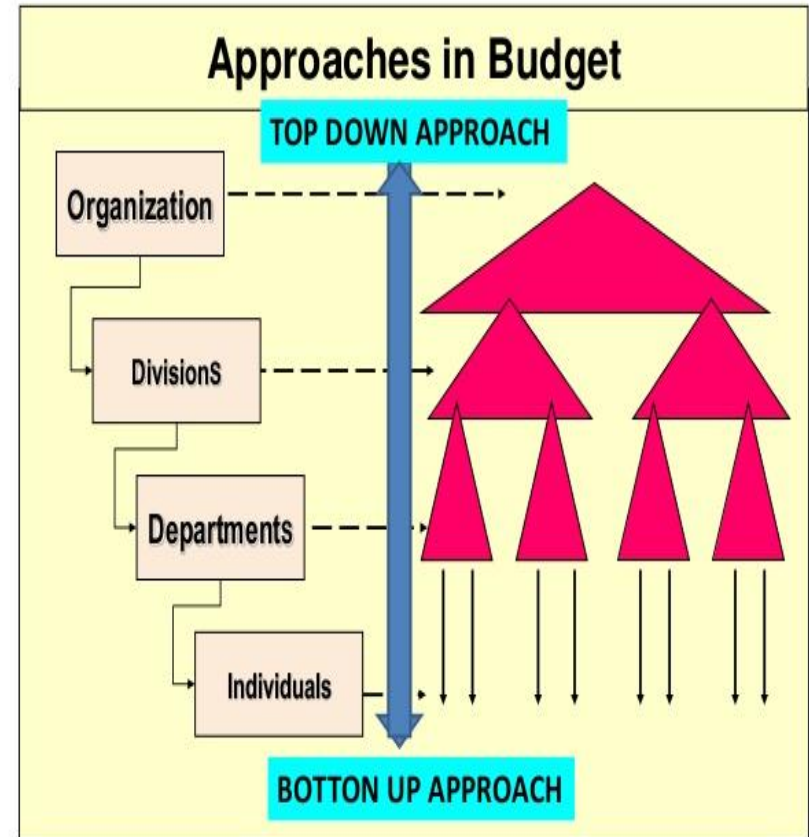 Approaches in Budget
TOP DOWN APPROACH
Organization
Divisions
Departments
Individuals
BOTTON UP APPROACH